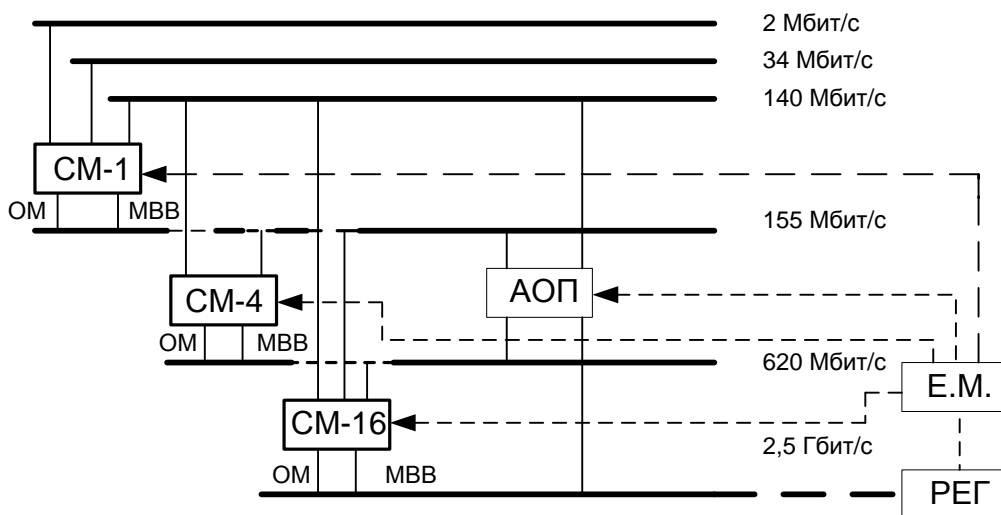 2 Мбит/с
34 Мбит/с
140 Мбит/с
СМ-1
ОМ
МВВ
155 Мбит/с
СМ-4
АОП
ОМ
МВВ
620 Мбит/с
Е.М.
СМ-16
2,5 Гбит/с
ОМ
МВВ
РЕГ